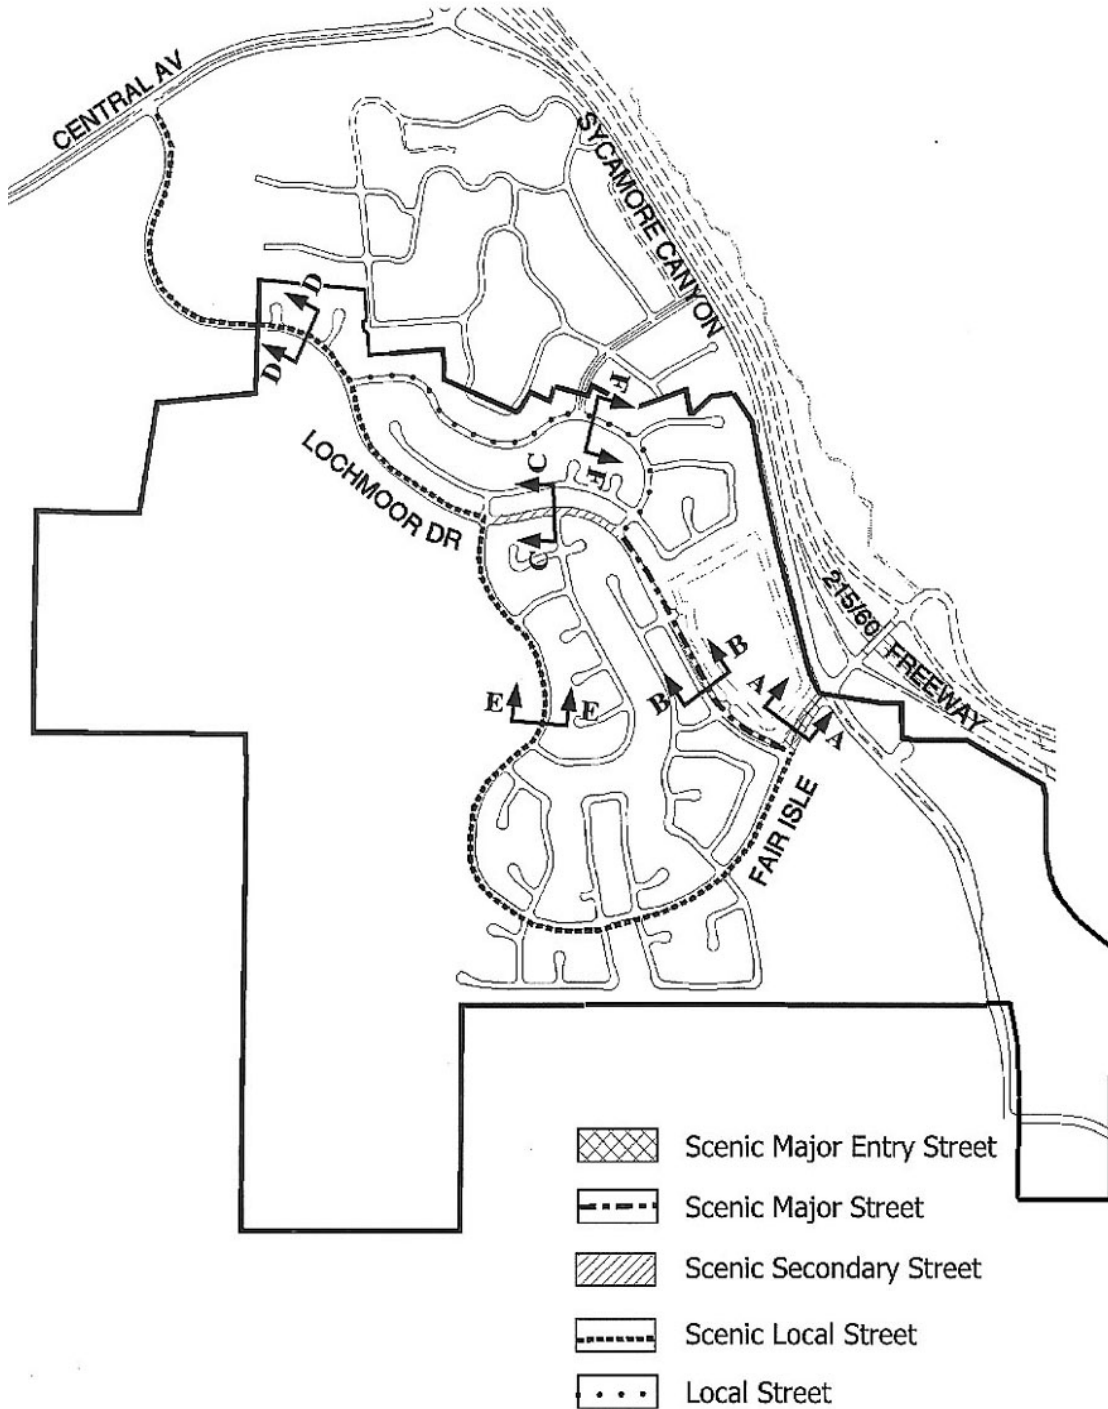 CENTRAL AV
SYCAMORE CANYON
D
D
A
LOCHMOOR DR
C
F
C
215/60 FREEWAY
B
B
A
A
E
E
FAIR ISLE
Scenic Major Entry Street
Scenic Major Street
Scenic Secondary Street
Scenic Local Street
Local Street